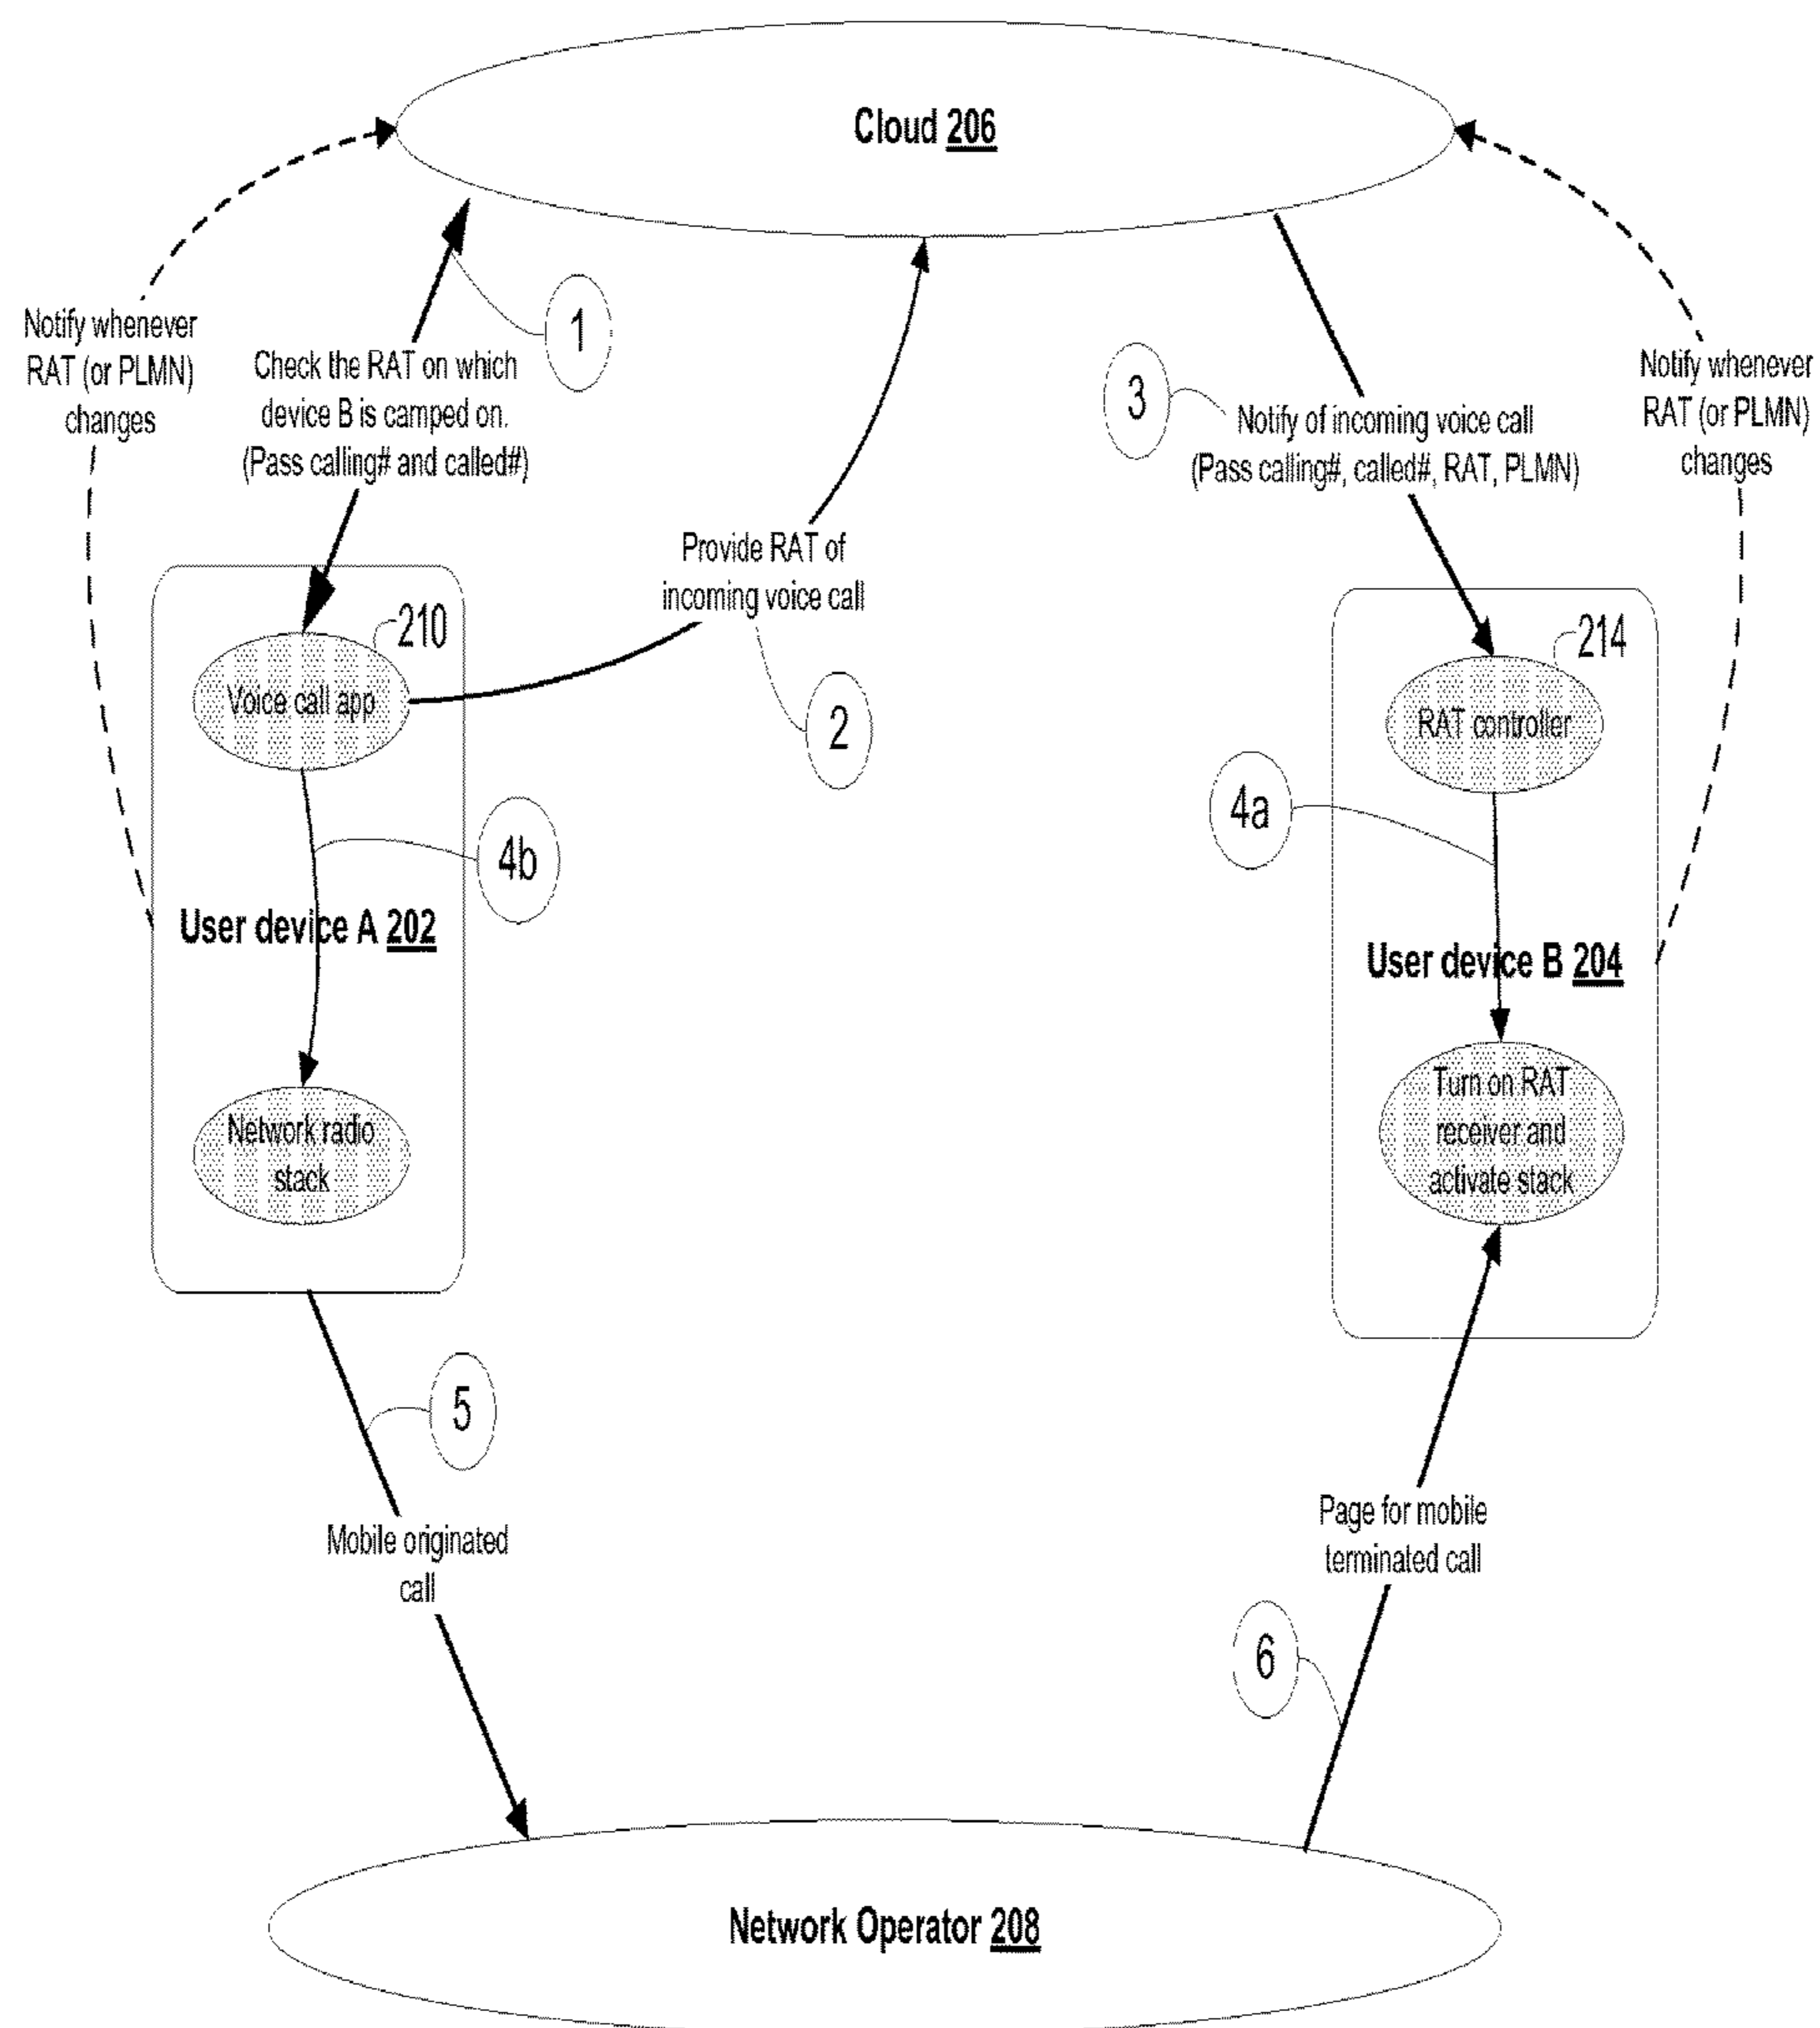 Cloud 206
1
Notify whenever
RAT (or PLMN)
changes
Check the RAT on which
device B is camped on.
(Pass calling# and called#)
3
Notify of incoming voice call
(Pass calling#, called#, RAT, PLMN)
Notify whenever
RAT (or PLMN)
changes
Provide RAT of
incoming voice call
2
210
Voice call app
4b
User device A 202
Network radio
stack
214
RAT controller
4a
User device B 204
Turn on RAT
receiver and
activate stack
5
Mobile originated
call
Page for mobile
terminated call
6
Network Operator 208